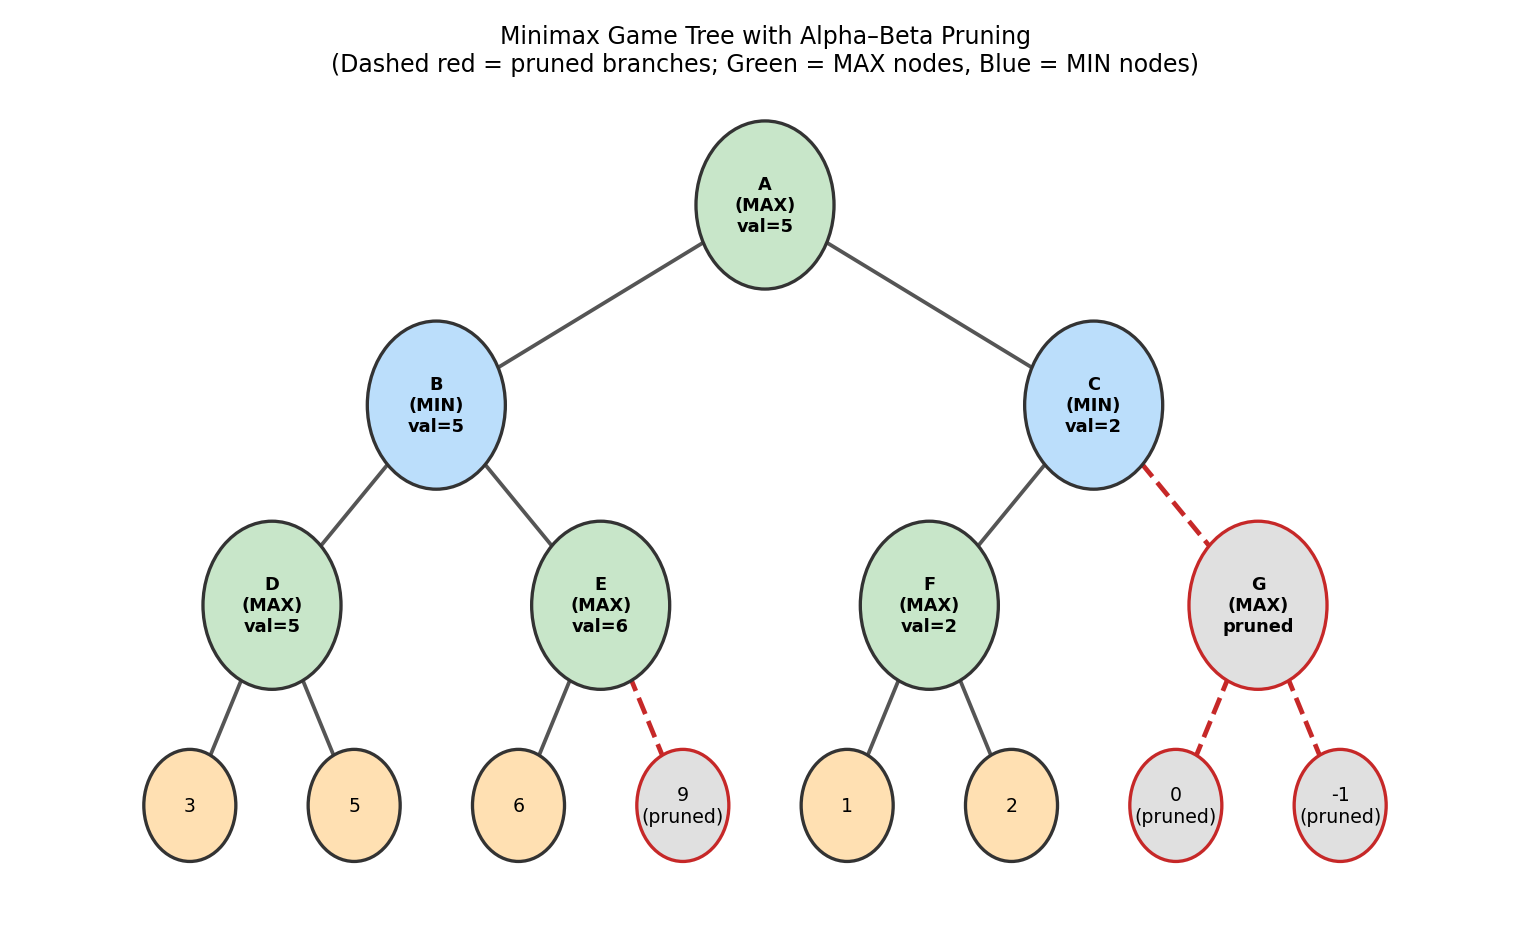 Minimax Game Tree with Alpha–Beta Pruning
(Dashed red = pruned branches; Green = MAX nodes, Blue = MIN nodes)
A
(MAX)
val=5
B
(MIN)
val=5
C
(MIN)
val=2
D
(MAX)
val=5
E
(MAX)
val=6
F
(MAX)
val=2
G
(MAX)
pruned
3
5
6
9
(pruned)
1
2
0
(pruned)
-1
(pruned)